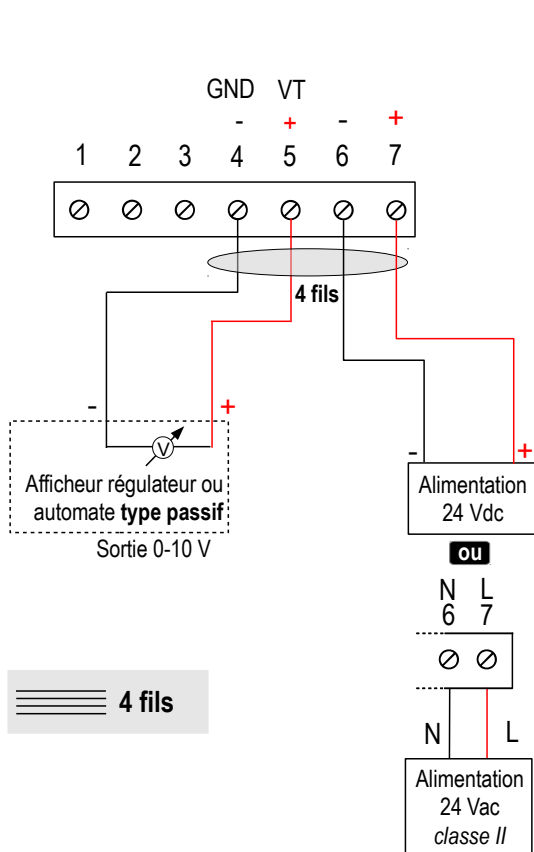 GND VT
- + - +
1 2 3 4 5 6 7
4 fils
- +
V
Afficheur régulateur ou
automate type passif
Sortie 0-10 V
- +
Alimentation
24 Vdc
ou
N L
6 7
4 fils
N L
Alimentation
24 Vac
classe II